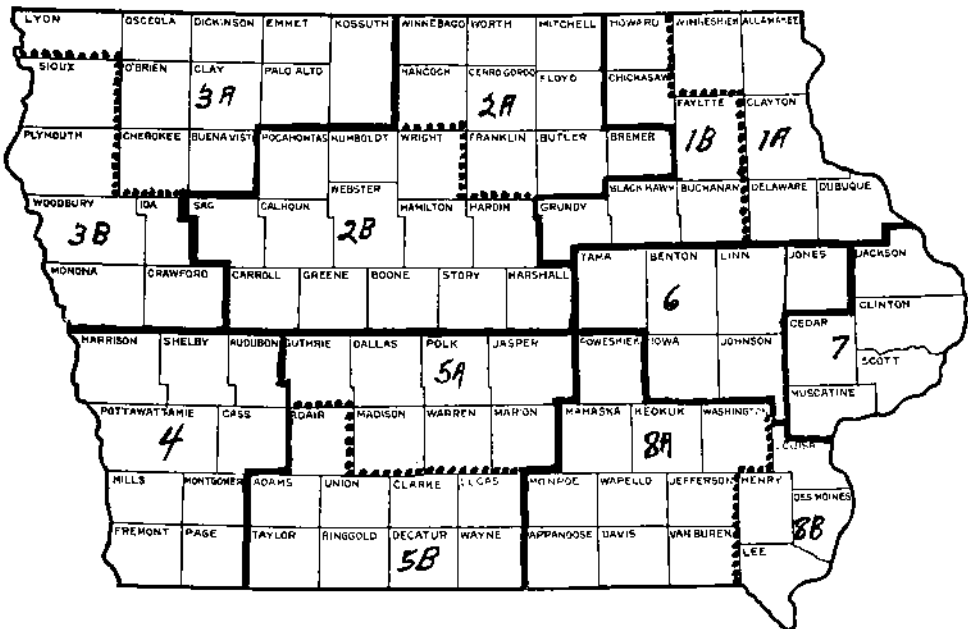 LYON OSCEOLA DICKINSON EMMET KOSSUTH WINNEBAGO WORTH MITCHELL HOWARD WINNESHIEK ALLAMAKEE
SIOUX O'BRIEN CLAY PALO ALTO HANCOCK CERRO GORDO FLOYD CHICKASAW
3A 2A
FAYETTE CLAYTON
PLYMOUTH CHEROKEE BUENA VISTA POCAHONTAS HUMBOLDT WRIGHT FRANKLIN BUTLER BREMER 1B 1A
WEBSTER BLACK HAWK BUCHANAN DELAWARE DUBUQUE
WOODBURY IDA SAC CALHOUN HAMILTON HARDIN GRUNDY
3B 2B
MONONA CRAWFORD CARROLL GREENE BOONE STORY MARSHALL TAMA BENTON LINN JONES JACKSON
6
CLINTON
HARRISON SHELBY AUDUBON GUTHRIE DALLAS POLK JASPER POWESHIEK IOWA JOHNSON CEDAR
5A 7
SCOTT
MUSCATINE
POTTAWATTAMIE CASS ADAIR MADISON WARREN MARION MAHASKA KEOKUK WASHINGTON
4 8A
LOUISA
MILLS MONTGOMERY ADAMS UNION CLARKE LUCAS MONROE WAPELLO JEFFERSON HENRY
DES MOINES
8B
FREMONT PAGE TAYLOR RINGGOLD DECATUR WAYNE APPANOOSE DAVIS VAN BUREN
5B
LEE